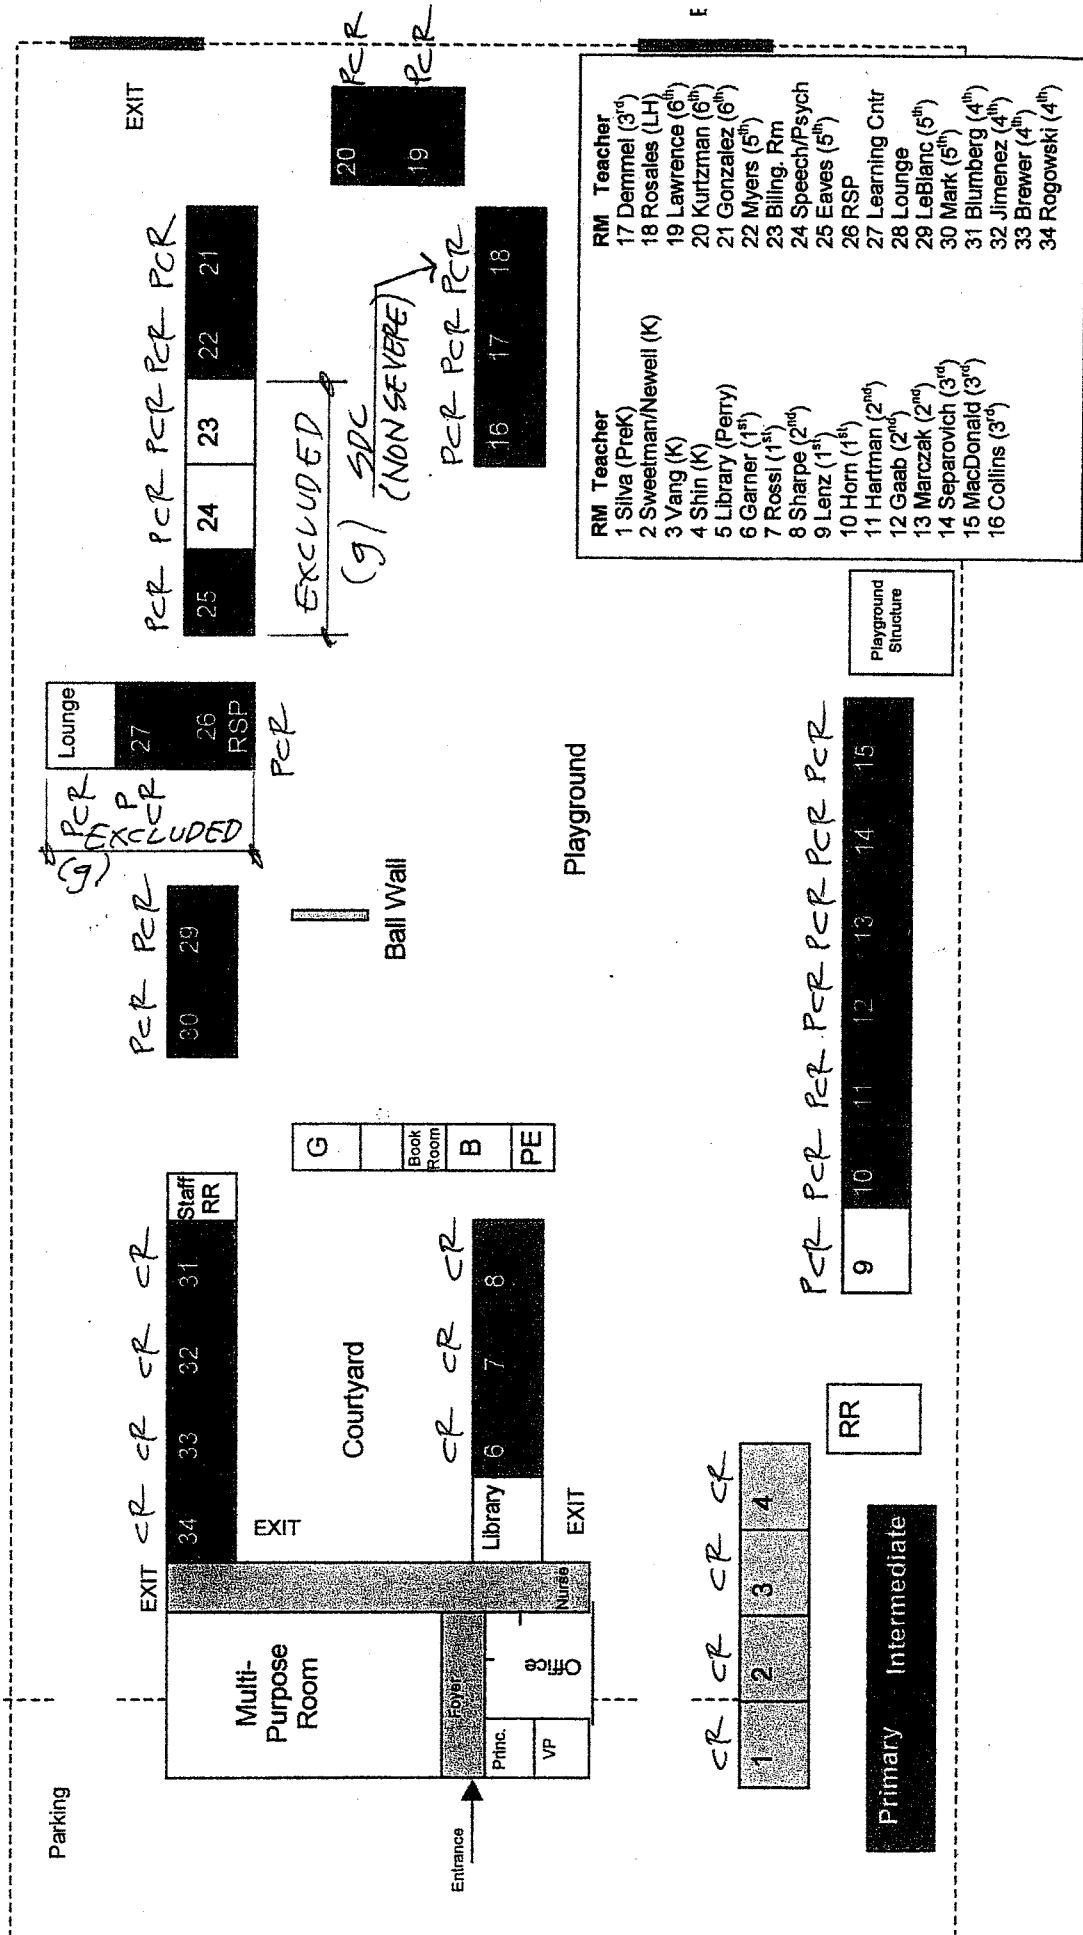 Parking
EXIT
E
PCR
PCR
20
19
PCR PCR PCR PCR PCR
25
24
23
22
21
EXCLUDED
(g)
SDC
(NON SEVERE)
PCR PCR PCR
16
17
18
Lounge
27
26
RSP
PCR
P
CR
EXCLUDED
(g)
PCR
PCR PCR
30
29
Ball Wall
Playground
EXIT
CR CR CR CR
34
33
32
31
Staff
RR
EXIT
Courtyard
G
Book
Room
B
PE
CR CR CR
Library
6
7
8
EXIT
Multi-
Purpose
Room
Foyer
Nurse
Office
Princ.
VP
Entrance
CR CR CR CR
1
2
3
4
RR
PCR PCR PCR PCR PCR PCR PCR
9
10
11
12
13
14
15
Playground
Structure
Primary Intermediate
RM Teacher
1 Silva (PreK)
2 Sweetman/Newell (K)
3 Vang (K)
4 Shin (K)
5 Library (Perry)
6 Garner (1st)
7 Rossi (1st)
8 Sharpe (2nd)
9 Lenz (1st)
10 Horn (1st)
11 Hartman (2nd)
12 Gaab (2nd)
13 Marczak (2nd)
14 Separovich (3rd)
15 MacDonald (3rd)
16 Collins (3rd)
RM Teacher
17 Demmel (3rd)
18 Rosales (LH)
19 Lawrence (6th)
20 Kurtzman (6th)
21 Gonzalez (6th)
22 Myers (5th)
23 Biling. Rm
24 Speech/Psych
25 Eaves (5th)
26 RSP
27 Learning Cntr
28 Lounge
29 LeBlanc (5th)
30 Mark (5th)
31 Blumberg (4th)
32 Jimenez (4th)
33 Brewer (4th)
34 Rogowski (4th)